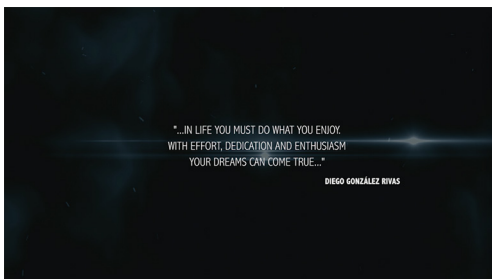 "...IN LIFE YOU MUST DO WHAT YOU ENJOY.
WITH EFFORT, DEDICATION AND ENTHUSIASM
YOUR DREAMS CAN COME TRUE..."
DIEGO GONZÁLEZ RIVAS